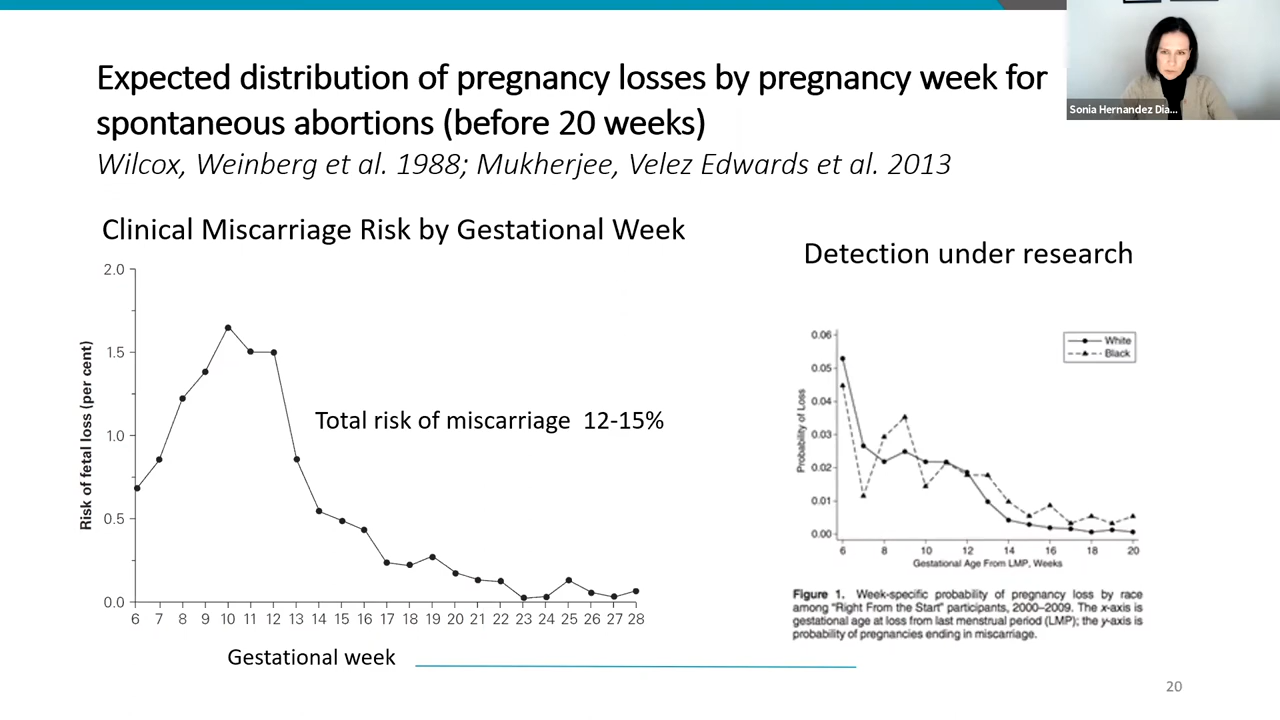 Expected distribution of pregnancy losses by pregnancy week for
spontaneous abortions (before 20 weeks)
Wilcox, Weinberg et al. 1988; Mukherjee, Velez Edwards et al. 2013
Sonia Hernandez Dia...
Clinical Miscarriage Risk by Gestational Week
Detection under research
Risk of fetal loss (per cent)
2.0
1.5
1.0
0.5
0.0
Total risk of miscarriage 12-15%
6 7 8 9 10 11 12 13 14 15 16 17 18 19 20 21 22 23 24 25 26 27 28
Gestational week
Probability of Loss
0.06
0.05
0.04
0.03
0.02
0.01
0.00
White
Black
6 8 10 12 14 16 18 20
Gestational Age From LMP, Weeks
Figure 1. Week-specific probability of pregnancy loss by race
among "Right From the Start" participants, 2000–2009. The x-axis is
gestational age at loss from last menstrual period (LMP); the y-axis is
probability of pregnancies ending in miscarriage.
20